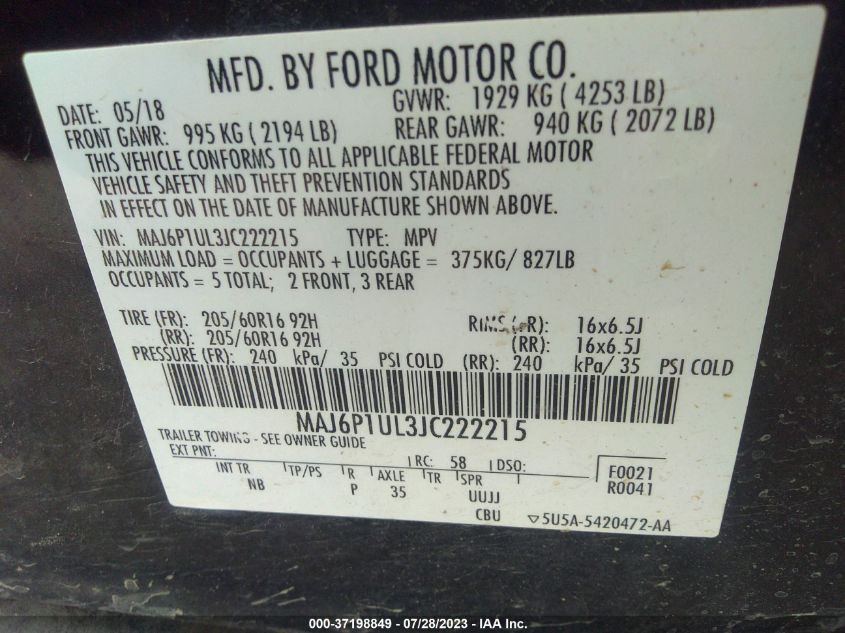 MFD. BY FORD MOTOR CO.
DATE: 05/18 GVWR: 1929 KG ( 4253 LB)
FRONT GAWR: 995 KG ( 2194 LB) REAR GAWR: 940 KG ( 2072 LB)
THIS VEHICLE CONFORMS TO ALL APPLICABLE FEDERAL MOTOR
VEHICLE SAFETY AND THEFT PREVENTION STANDARDS
IN EFFECT ON THE DATE OF MANUFACTURE SHOWN ABOVE.
VIN: MAJ6P1UL3JC222215 TYPE: MPV
MAXIMUM LOAD = OCCUPANTS + LUGGAGE = 375KG/ 827LB
OCCUPANTS = 5 TOTAL; 2 FRONT, 3 REAR
TIRE (FR): 205/60R16 92H RIMS (FR): 16x6.5J
(RR): 205/60R16 92H (RR): 16x6.5J
PRESSURE (FR): 240 kPa/ 35 PSI COLD (RR): 240 kPa/ 35 PSI COLD
MAJ6P1UL3JC222215
TRAILER TOWING - SEE OWNER GUIDE
EXT PNT: RC: 58 DSO: F0021
INT TR TP/PS R AXLE TR SPR R0041
NB P 35 UUJJ
CBU 5U5A-5420472-AA
000-37198849 / 07/28/2023 - IAA Inc.